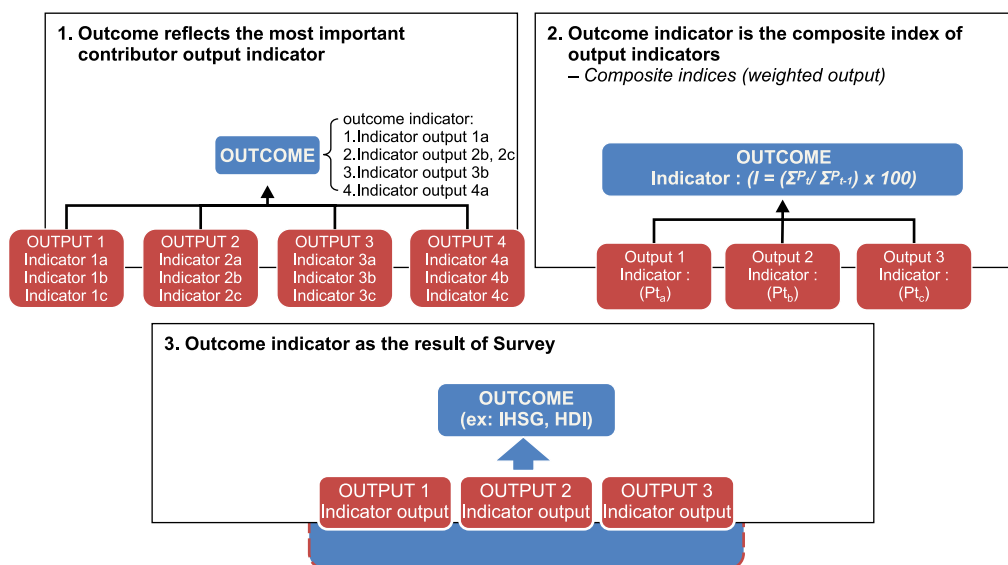 1. Outcome reflects the most important
contributor output indicator
OUTCOME
outcome indicator:
1.Indicator output 1a
2.Indicator output 2b, 2c
3.Indicator output 3b
4.Indicator output 4a
OUTPUT 1
Indicator 1a
Indicator 1b
Indicator 1c
OUTPUT 2
Indicator 2a
Indicator 2b
Indicator 2c
OUTPUT 3
Indicator 3a
Indicator 3b
Indicator 3c
OUTPUT 4
Indicator 4a
Indicator 4b
Indicator 4c
2. Outcome indicator is the composite index of
output indicators
– Composite indices (weighted output)
OUTCOME
Indicator : (I = (Σᴾt/ Σᴾt-1) x 100)
Output 1
Indicator :
(Pta)
Output 2
Indicator :
(Ptb)
Output 3
Indicator :
(Ptc)
3. Outcome indicator as the result of Survey
OUTCOME
(ex: IHSG, HDI)
OUTPUT 1
Indicator output
OUTPUT 2
Indicator output
OUTPUT 3
Indicator output